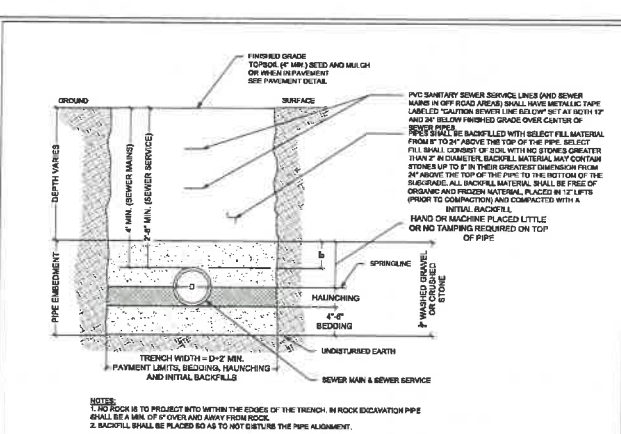 FINISHED GRADE
TOPSOIL (4" MIN.) SEED AND MULCH
OR WHEN IN PAVEMENT
SEE PAVEMENT DETAIL
GROUND
SURFACE
PVC SANITARY SEWER SERVICE LINES (AND SEWER
MAINS IN OFF ROAD AREAS) SHALL HAVE METALLIC TAPE
LABELED "CAUTION SEWER LINE BELOW" SET AT BOTH 12"
AND 24" BELOW FINISHED GRADE OVER CENTER OF
SEWER PIPES.
PIPES SHALL BE BACKFILLED WITH SELECT FILL MATERIAL
FROM 6" TO 24" ABOVE THE TOP OF THE PIPE. SELECT
FILL SHALL CONSIST OF SOIL WITH NO STONES GREATER
THAN 2" IN DIAMETER. BACKFILL MATERIAL MAY CONTAIN
STONES UP TO 6" IN THEIR GREATEST DIMENSION FROM
24" ABOVE THE TOP OF THE PIPE TO THE BOTTOM OF THE
SUBGRADE. ALL BACKFILL MATERIAL SHALL BE FREE OF
ORGANIC AND FROZEN MATERIAL, PLACED IN 12" LIFTS
(PRIOR TO COMPACTION) AND COMPACTED WITH A
INITIAL BACKFILL
HAND OR MACHINE PLACED LITTLE
OR NO TAMPING REQUIRED ON TOP
OF PIPE
DEPTH VARIES
4' MIN. (SEWER MAINS)
2'-6" MIN. (SEWER SERVICE)
6"
SPRINGLINE
PIPE EMBEDMENT
D
HAUNCHING
4"-6"
BEDDING
WASHED GRAVEL
OR CRUSHED
STONE
UNDISTURBED EARTH
TRENCH WIDTH = D+2' MIN.
PAYMENT LIMITS, BEDDING, HAUNCHING
AND INITIAL BACKFILLS
SEWER MAIN & SEWER SERVICE
NOTES:
1. NO ROCK IS TO PROJECT INTO WITHIN THE EDGES OF THE TRENCH. IN ROCK EXCAVATION PIPE
SHALL BE A MIN. OF 6" OVER AND AWAY FROM ROCK.
2. BACKFILL SHALL BE PLACED SO AS TO NOT DISTURB THE PIPE ALIGNMENT.